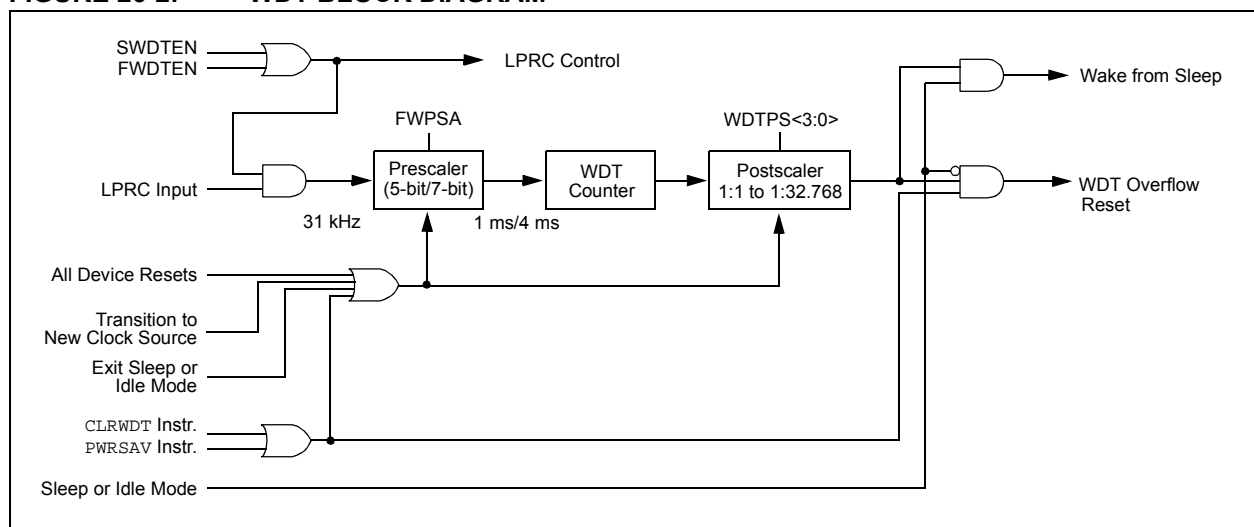 SWDTEN
FWDTEN
LPRC Control
Wake from Sleep
FWPSA
WDTPS<3:0>
Prescaler
(5-bit/7-bit)
WDT
Counter
Postscaler
1:1 to 1:32.768
LPRC Input
WDT Overflow
Reset
31 kHz
1 ms/4 ms
All Device Resets
Transition to
New Clock Source
Exit Sleep or
Idle Mode
CLRWDT Instr.
PWRSAV Instr.
Sleep or Idle Mode